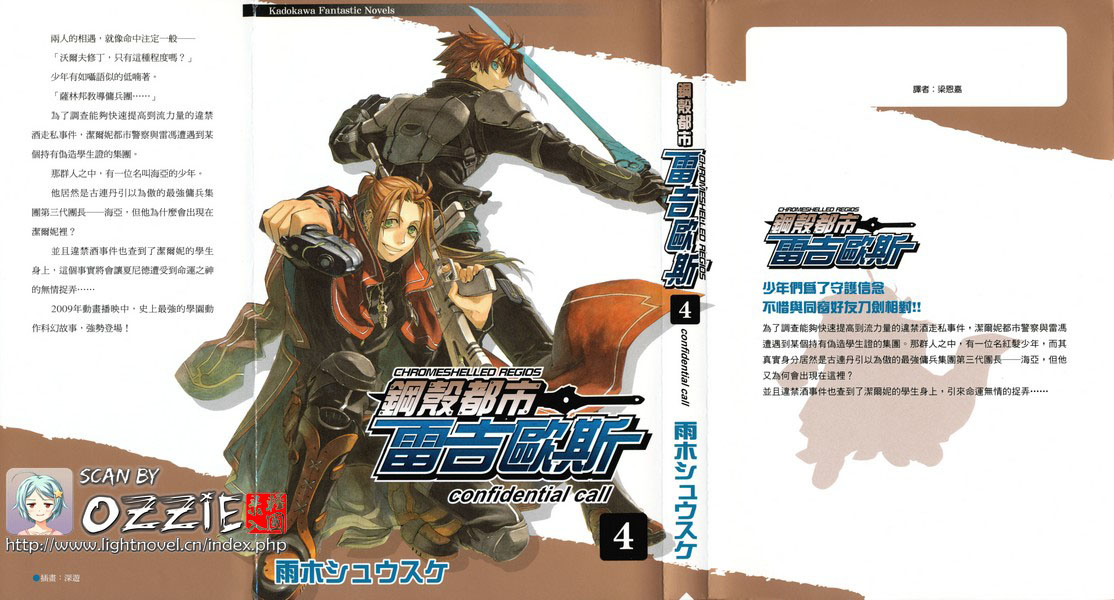 兩人的相遇,就像命中注定一般——
「沃爾夫修丁,只有這種程度嗎?」
少年有如囁語似的低喃著。
「薩林邦教導傭兵團……」
為了調查能夠快速提高到流力量的違禁
酒走私事件,潔爾妮都市警察與雷馮遭遇到某
個持有偽造學生證的集團。
那群人之中,有一位名叫海亞的少年。
他居然是古連丹引以為傲的最強傭兵集
團第三代團長——海亞,但他為什麼會出現在
潔爾妮裡?
並且違禁酒事件也查到了潔爾妮的學生
身上,這個事實將會讓夏尼德遭受到命運之神
的無情捉弄……
2009年動畫播映中,史上最強的學園動
作科幻故事,強勢登場!
SCAN BY
OZZIE
http://www.lightnovel.cn/index.php
●插畫:深遊
Kadokawa Fantastic Novels
CHROMESHELLED REGIOS
鋼殼都市
雷吉歐斯
confidential call
4
雨木シュウスケ
鋼殼都市
雷吉歐斯
CHROMESHELLED REGIOS
4
confidential call
雨木シュウスケ
譯者:梁恩嘉
CHROMESHELLED REGIOS
鋼殼都市
雷吉歐斯
少年們為了守護信念
不惜與同窗好友刀劍相對!!
為了調查能夠快速提高到流力量的違禁酒走私事件,潔爾妮都市警察與雷馮
遭遇到某個持有偽造學生證的集團。那群人之中,有一位名紅髮少年,而其
真實身分居然是古連丹引以為傲的最強傭兵集團第三代團長——海亞,但他
又為何會出現在這裡?
並且違禁酒事件也查到了潔爾妮的學生身上,引來命運無情的捉弄……